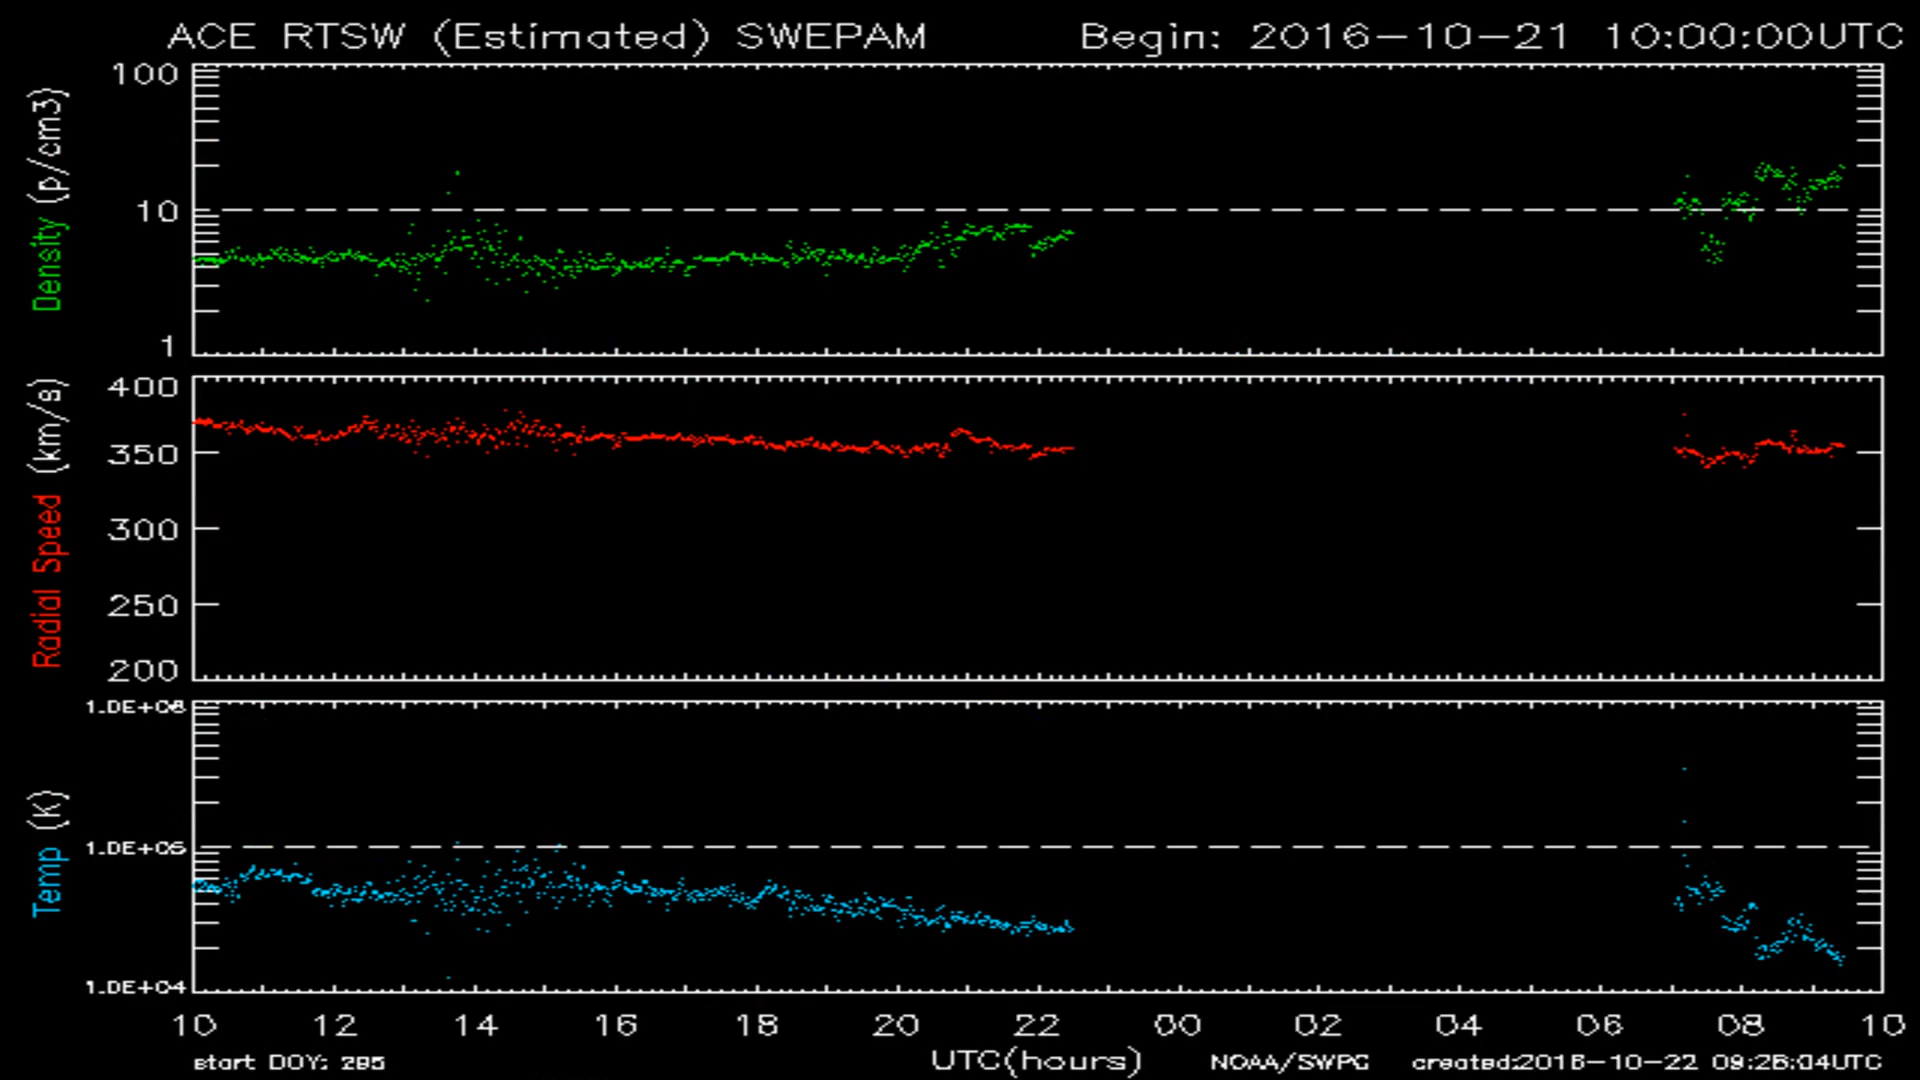 ACE RTSW (Estimated) SWEPAM Begin: 2016-10-21 10:00:00UTC
100
10
1
Density (p/cm3)
400
350
300
250
200
Radial Speed (km/s)
1.0E+06
1.0E+05
1.0E+04
Temp (K)
10 12 14 16 18 20 22 00 02 04 06 08 10
start DOY: 295 UTC(hours) NOAA/SWPC created:2016-10-22 09:26:04UTC